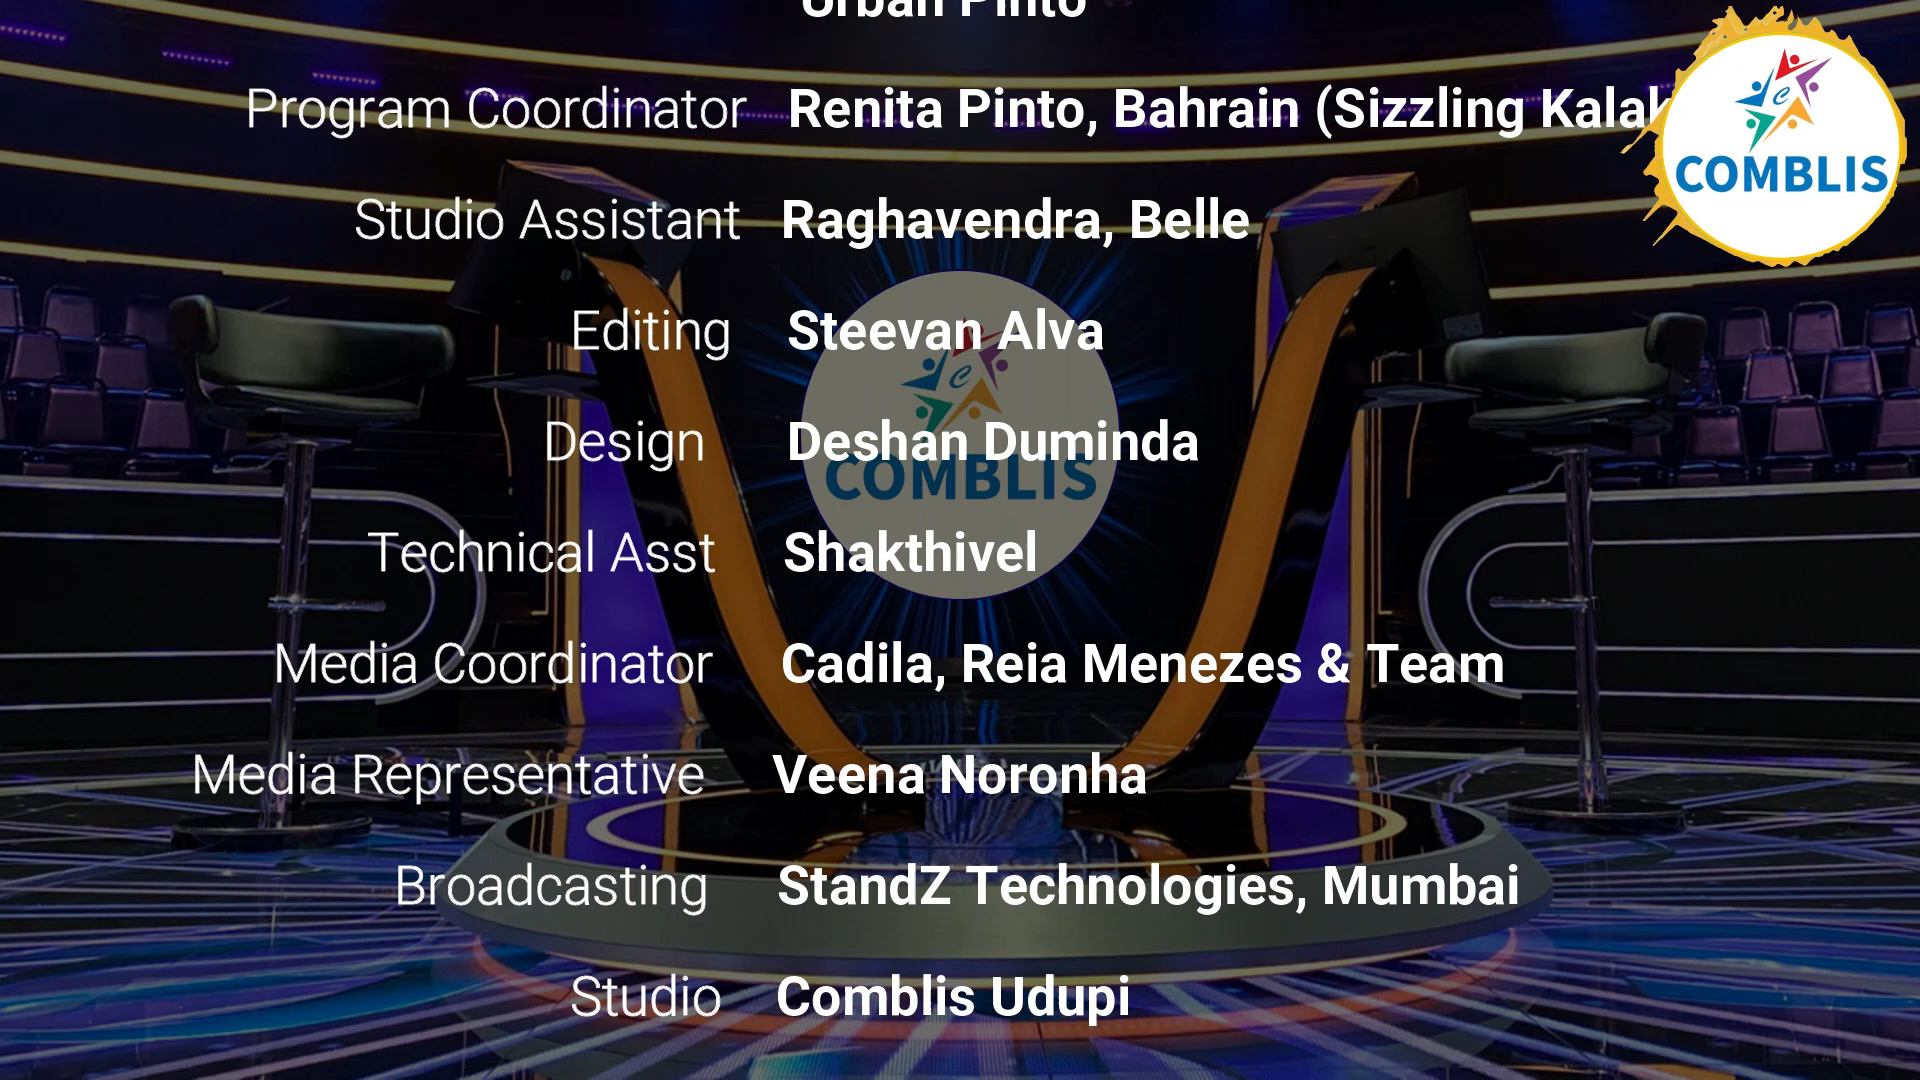 Urban Pinto
Program Coordinator Renita Pinto, Bahrain (Sizzling
Studio Assistant Raghavendra, Belle
Editing Steevan Alva
Design Deshan Duminda
Technical Asst Shakthivel
Media Coordinator Cadila, Reia Menezes & Team
Media Representative Veena Noronha
Broadcasting StandZ Technologies, Mumbai
Studio Comblis Udupi
C
COMBLIS
C
COMBLIS